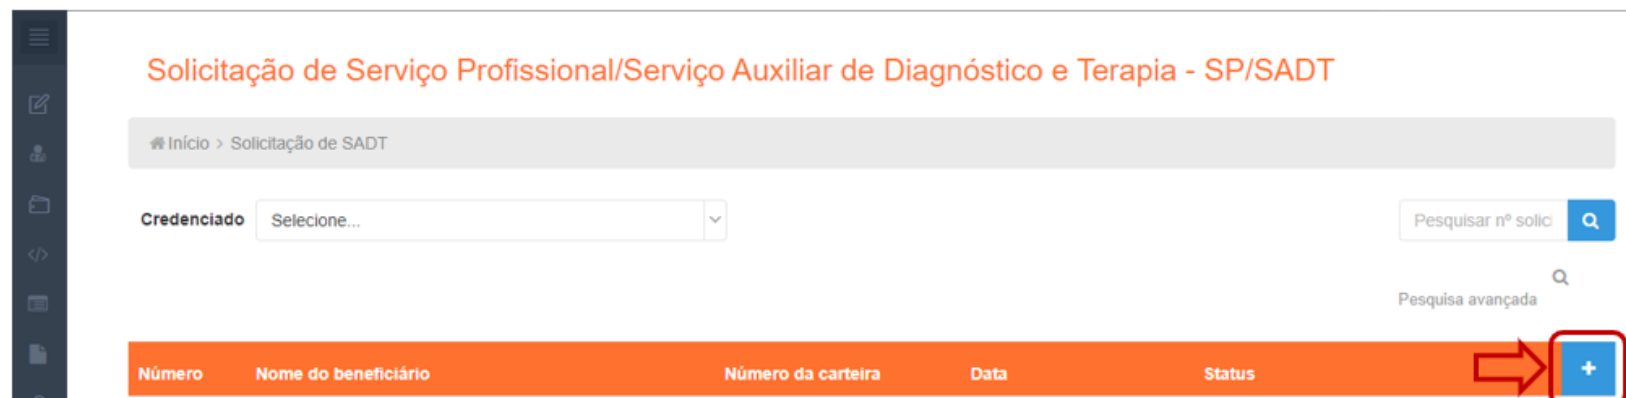 Solicitação de Serviço Profissional/Serviço Auxiliar de Diagnóstico e Terapia - SP/SADT
Início > Solicitação de SADT
Credenciado Selecione... Pesquisar nº solici
Pesquisa avançada
Número Nome do beneficiário Número da carteira Data Status +